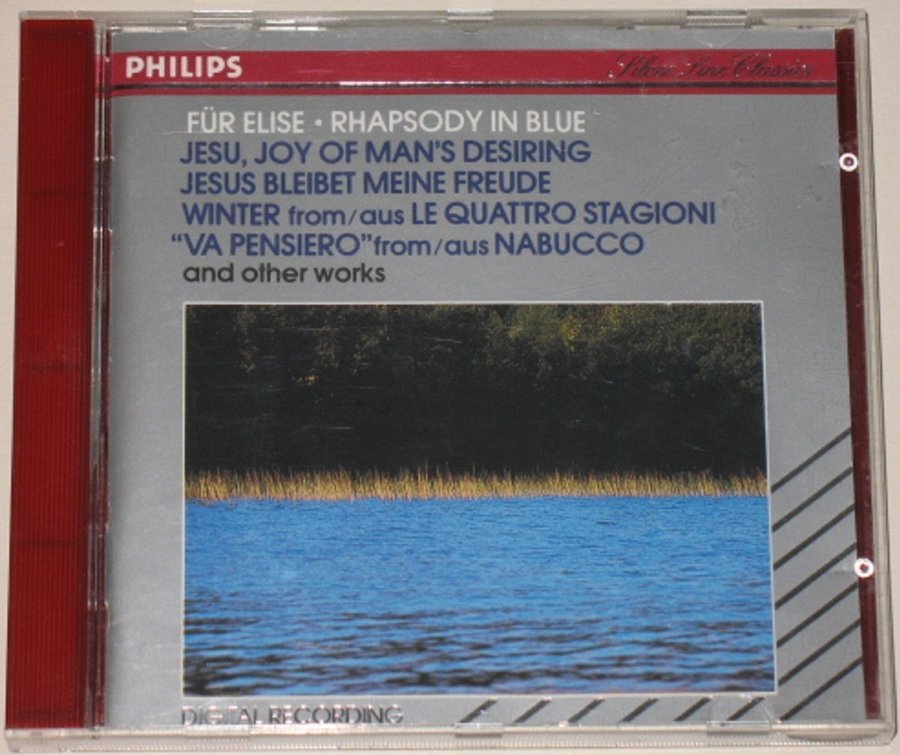 PHILIPS
Silver Line Classics
FÜR ELISE • RHAPSODY IN BLUE
JESU, JOY OF MAN'S DESIRING
JESUS BLEIBET MEINE FREUDE
WINTER from/aus LE QUATTRO STAGIONI
“VA PENSIERO” from/aus NABUCCO
and other works
DIGITAL RECORDING